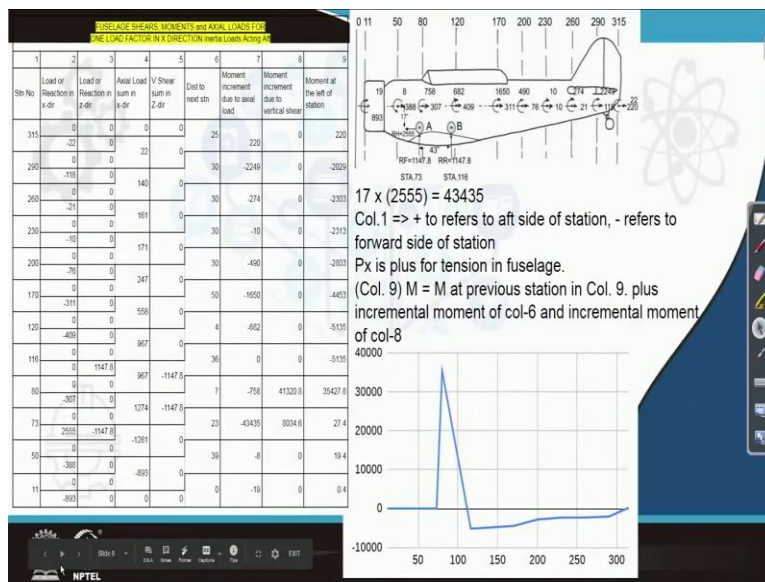 FUSELAGE SHEARS, MOMENTS and AXIAL LOADS FOR
ONE LOAD FACTOR IN X DIRECTION Inertia Loads Acting Aft
1 2 3 4 5 6 7 8 9
Stn No Load or Reaction in x-dir Load or Reaction in z-dir Axial Load sum in x-dir V Shear sum in Z-dir Dist to next stn Moment increment due to axial load Moment increment due to vertical shear Moment at the left of station
0 0 0 0
315 25 0 220
-22 0 220
22 0
0 0
290 30 -2249 0 -2029
-118 0
140 0
0 0
260 30 -274 0 -2303
-21 0
161 0
0 0
230 30 -10 0 -2313
-10 0
171 0
0 0
200 30 -490 0 -2803
-76 0
247 0
0 0
170 50 -1650 0 -4453
-311 0
558 0
0 0
120 4 -682 0 -5135
-409 0
967 0
0 0
116 36 0 0 -5135
0 1147.8
967 -1147.8
0 0
80 7 -758 41320.8 35427.8
-307 0
1274 -1147.8
0 0
73 23 -43435 8034.6 27.4
2555 -1147.8
-1281 0
0 0
50 39 -8 0 19.4
-388 0
-893 0
0 0
11 0 -19 0 0.4
-893 0 0 0
0 11 50 80 120 170 200 230 260 290 315
19 8 758 682 1650 490 10 274 2249
388 307 409 311 76 10 21 118 22
220
893
17'
RH=2555 A B
43'
RF=1147.8 RR=1147.8
STA.73 STA.116
17 x (2555) = 43435
Col.1 => + to refers to aft side of station, - refers to
forward side of station
Px is plus for tension in fuselage.
(Col. 9) M = M at previous station in Col. 9. plus
incremental moment of col-6 and incremental moment
of col-8
40000
30000
20000
10000
0
-10000
50 100 150 200 250 300
Slide 8
Q&A Notes Pointer Captions Tips EXIT
NPTEL